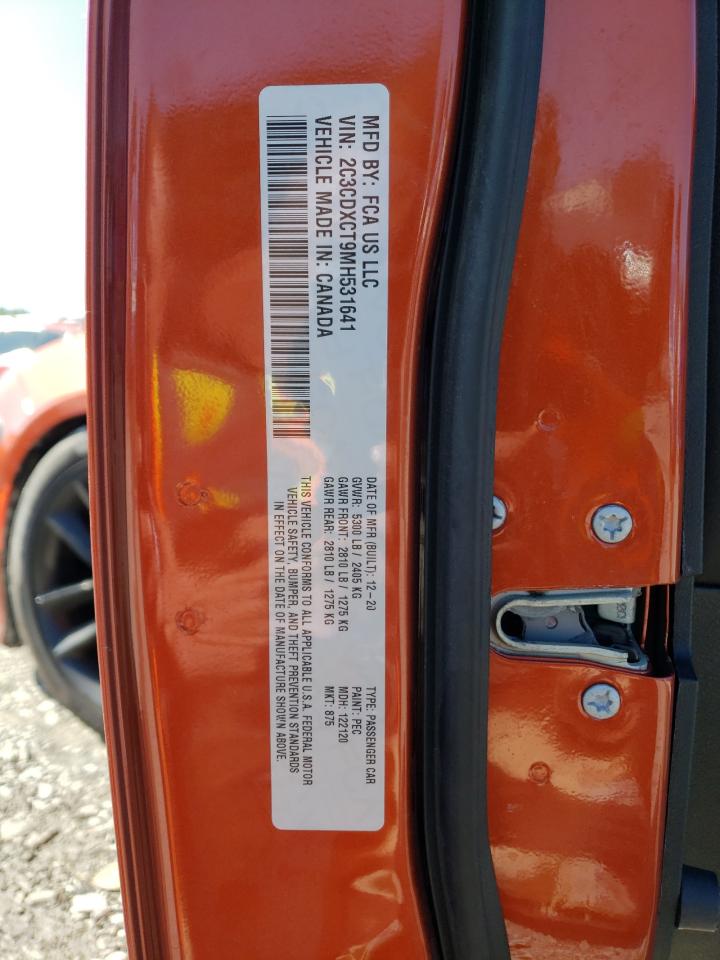 MFD BY: FCA US LLC
VIN: 2C3CDXCT9MH531641
VEHICLE MADE IN: CANADA
DATE OF MFR (BUILT): 12-20
GVWR: 5300 LB / 2405 KG
GAWR FRONT: 2810 LB / 1275 KG
GAWR REAR: 2810 LB / 1275 KG
TYPE: PASSENGER CAR
PAINT: PEC
MDH: 122120
MKT: 875
THIS VEHICLE CONFORMS TO ALL APPLICABLE U.S.A. FEDERAL MOTOR
VEHICLE SAFETY, BUMPER, AND THEFT PREVENTION STANDARDS
IN EFFECT ON THE DATE OF MANUFACTURE SHOWN ABOVE.